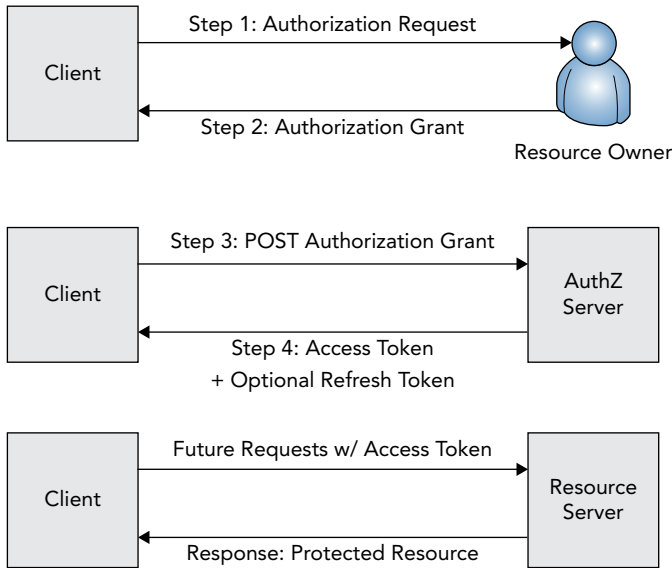 Step 1: Authorization Request
Client
Step 2: Authorization Grant
Resource Owner
Step 3: POST Authorization Grant
Client
AuthZ
Server
Step 4: Access Token
+ Optional Refresh Token
Future Requests w/ Access Token
Client
Resource
Server
Response: Protected Resource